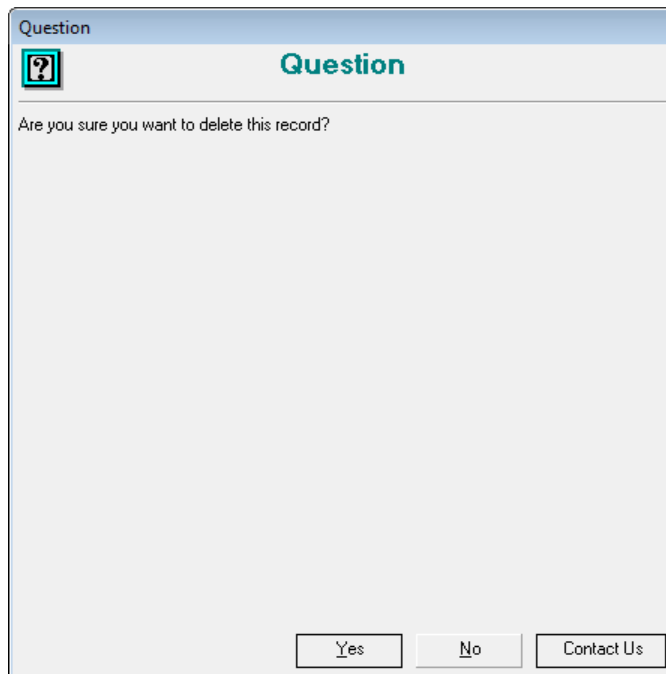 Question
Question
Are you sure you want to delete this record?
Yes
No
Contact Us